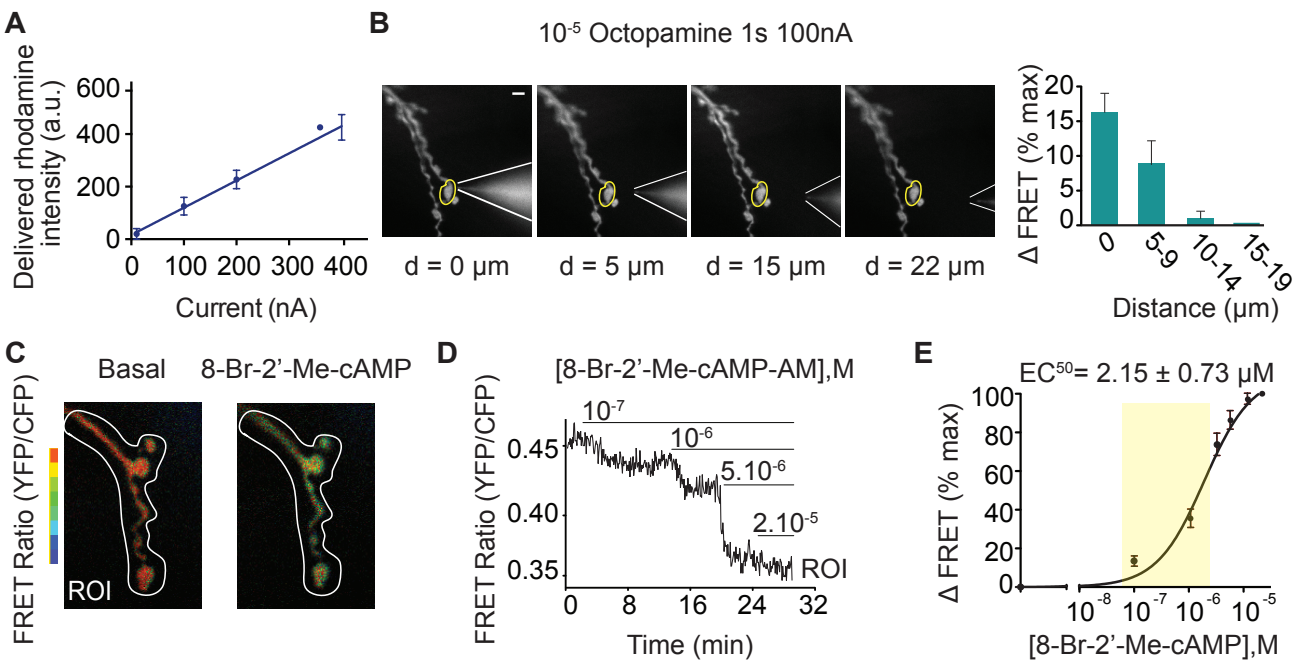 A
Delivered rhodamine
intensity (a.u.)
600
400
200
0
0 100 200 300 400
Current (nA)
B
10⁻⁵ Octopamine 1s 100nA
d = 0 µm
d = 5 µm
d = 15 µm
d = 22 µm
Δ FRET (% max)
20
15
10
5
0
0
5-9
10-14
15-19
Distance (µm)
C
Basal
8-Br-2’-Me-cAMP
FRET Ratio (YFP/CFP)
ROI
D
[8-Br-2’-Me-cAMP-AM],M
FRET Ratio (YFP/CFP)
0.45
0.40
0.35
10⁻⁷
10⁻⁶
5.10⁻⁶
2.10⁻⁵
ROI
0 8 16 24 32
Time (min)
E
EC⁵⁰= 2.15 ± 0.73 µM
Δ FRET (% max)
100
80
60
40
20
0
10⁻⁸ 10⁻⁷ 10⁻⁶ 10⁻⁵
[8-Br-2’-Me-cAMP],M